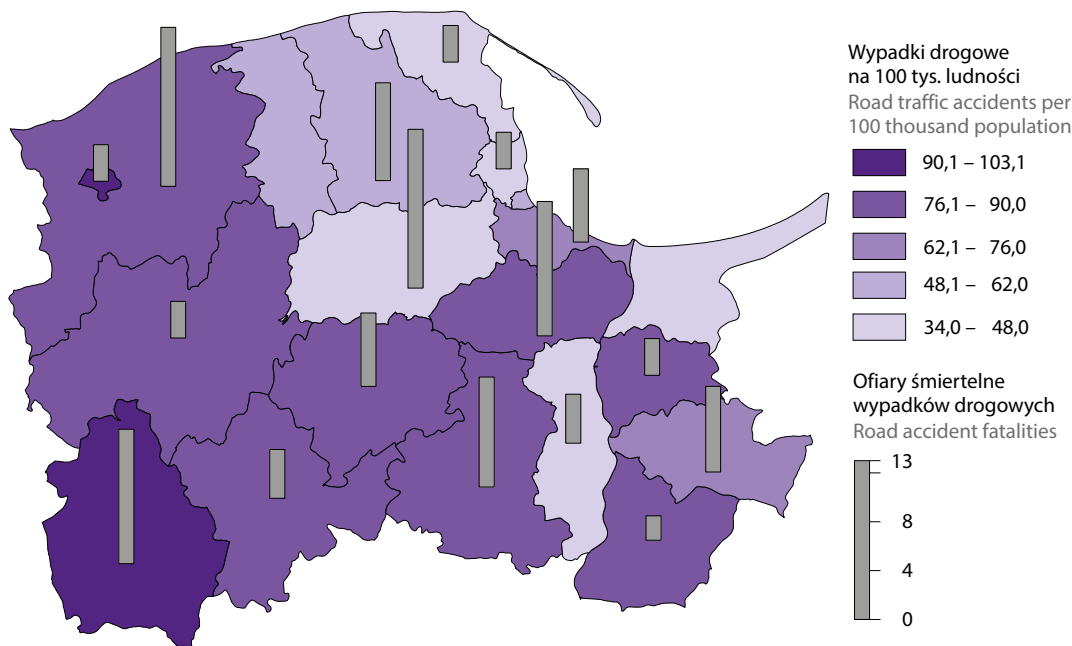 Wypadki drogowe
na 100 tys. ludności
Road traffic accidents per
100 thousand population
90,1 – 103,1
76,1 – 90,0
62,1 – 76,0
48,1 – 62,0
34,0 – 48,0
Ofiary śmiertelne
wypadków drogowych
Road accident fatalities
13
8
4
0